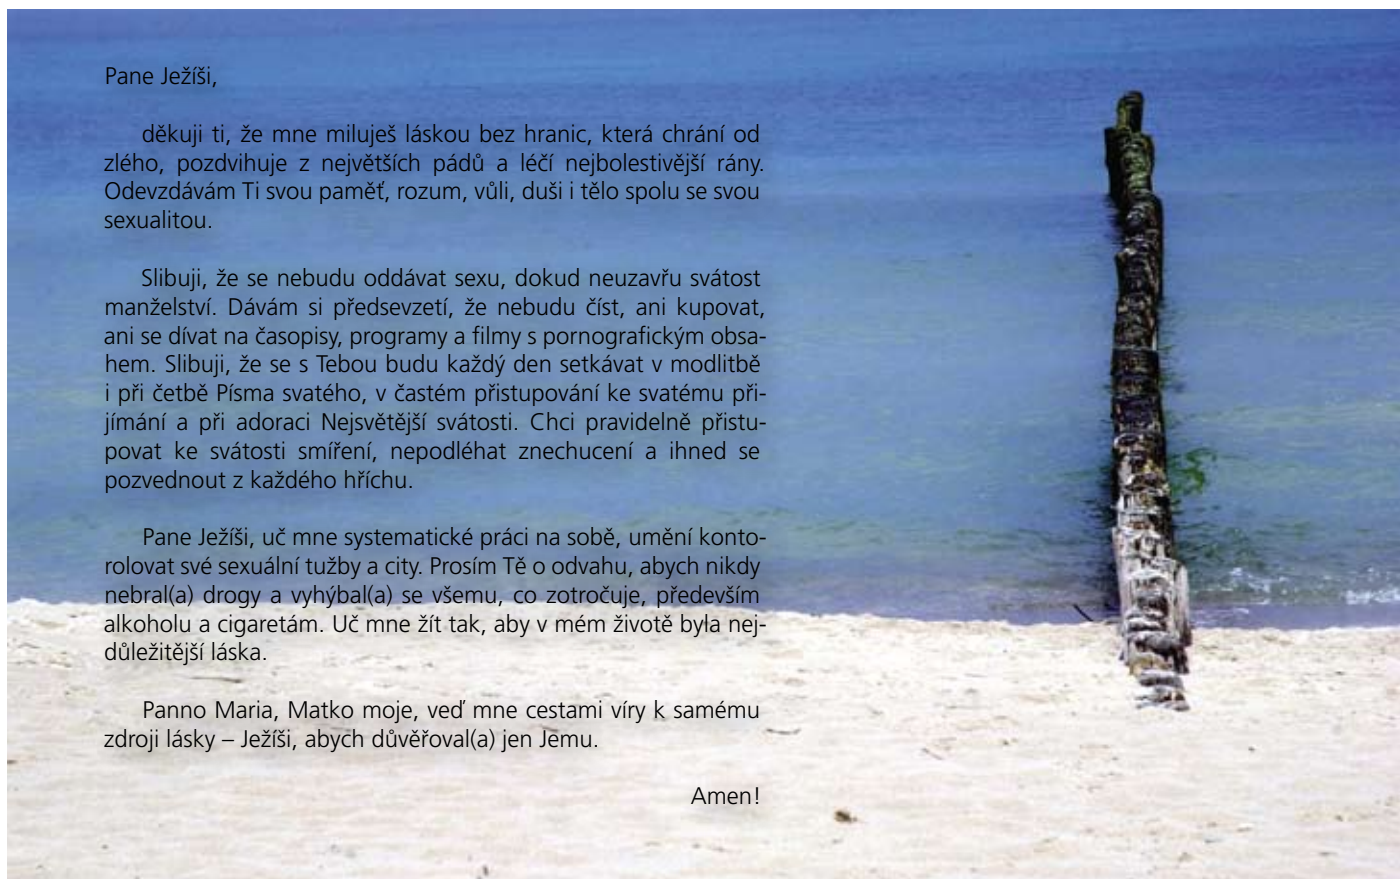 Pane Ježíši,
děkuji ti, že mne miluješ láskou bez hranic, která chrání od
zlého, pozdvihuje z největších pádů a léčí nejbolestivější rány.
Odevzdávám Ti svou paměť, rozum, vůli, duši i tělo spolu se svou
sexualitou.
Slibuji, že se nebudu oddávat sexu, dokud neuzavřu svátost
manželství. Dávám si předsevzetí, že nebudu číst, ani kupovat,
ani se dívat na časopisy, programy a filmy s pornografickým obsa-
hem. Slibuji, že se s Tebou budu každý den setkávat v modlitbě
i při četbě Písma svatého, v častém přistupování ke svatému při-
jímání a při adoraci Nejsvětější svátosti. Chci pravidelně přistu-
povat ke svátosti smíření, nepodléhat znechucení a ihned se
pozvednout z každého hříchu.
Pane Ježíši, uč mne systematické práci na sobě, umění konto-
rolovat své sexuální tužby a city. Prosím Tě o odvahu, abych nikdy
nebral(a) drogy a vyhýbal(a) se všemu, co zotročuje, především
alkoholu a cigaretám. Uč mne žít tak, aby v mém životě byla nej-
důležitější láska.
Panno Maria, Matko moje, veď mne cestami víry k samému
zdroji lásky – Ježíši, abych důvěřoval(a) jen Jemu.
Amen!